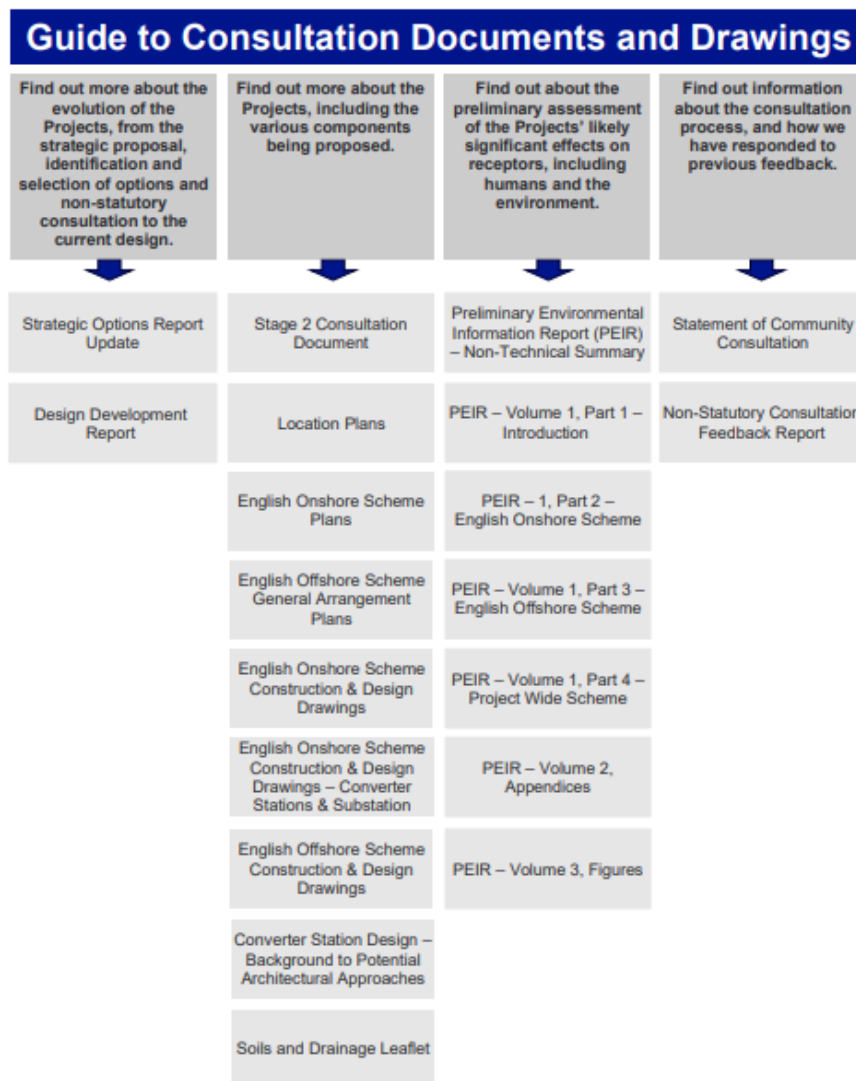 Guide to Consultation Documents and Drawings
Find out more about the
evolution of the
Projects, from the
strategic proposal,
identification and
selection of options and
non-statutory
consultation to the
current design.
Strategic Options Report
Update
Design Development
Report
Find out more about the
Projects, including the
various components
being proposed.
Stage 2 Consultation
Document
Location Plans
English Onshore Scheme
Plans
English Offshore Scheme
General Arrangement
Plans
English Onshore Scheme
Construction & Design
Drawings
English Onshore Scheme
Construction & Design
Drawings – Converter
Stations & Substation
English Offshore Scheme
Construction & Design
Drawings
Converter Station Design –
Background to Potential
Architectural Approaches
Soils and Drainage Leaflet
Find out about the
preliminary assessment
of the Projects' likely
significant effects on
receptors, including
humans and the
environment.
Preliminary Environmental
Information Report (PEIR)
– Non-Technical Summary
PEIR – Volume 1, Part 1 –
Introduction
PEIR – 1, Part 2 –
English Onshore Scheme
PEIR – Volume 1, Part 3 –
English Offshore Scheme
PEIR – Volume 1, Part 4 –
Project Wide Scheme
PEIR – Volume 2,
Appendices
PEIR – Volume 3, Figures
Find out information
about the consultation
process, and how we
have responded to
previous feedback.
Statement of Community
Consultation
Non-Statutory Consultation
Feedback Report